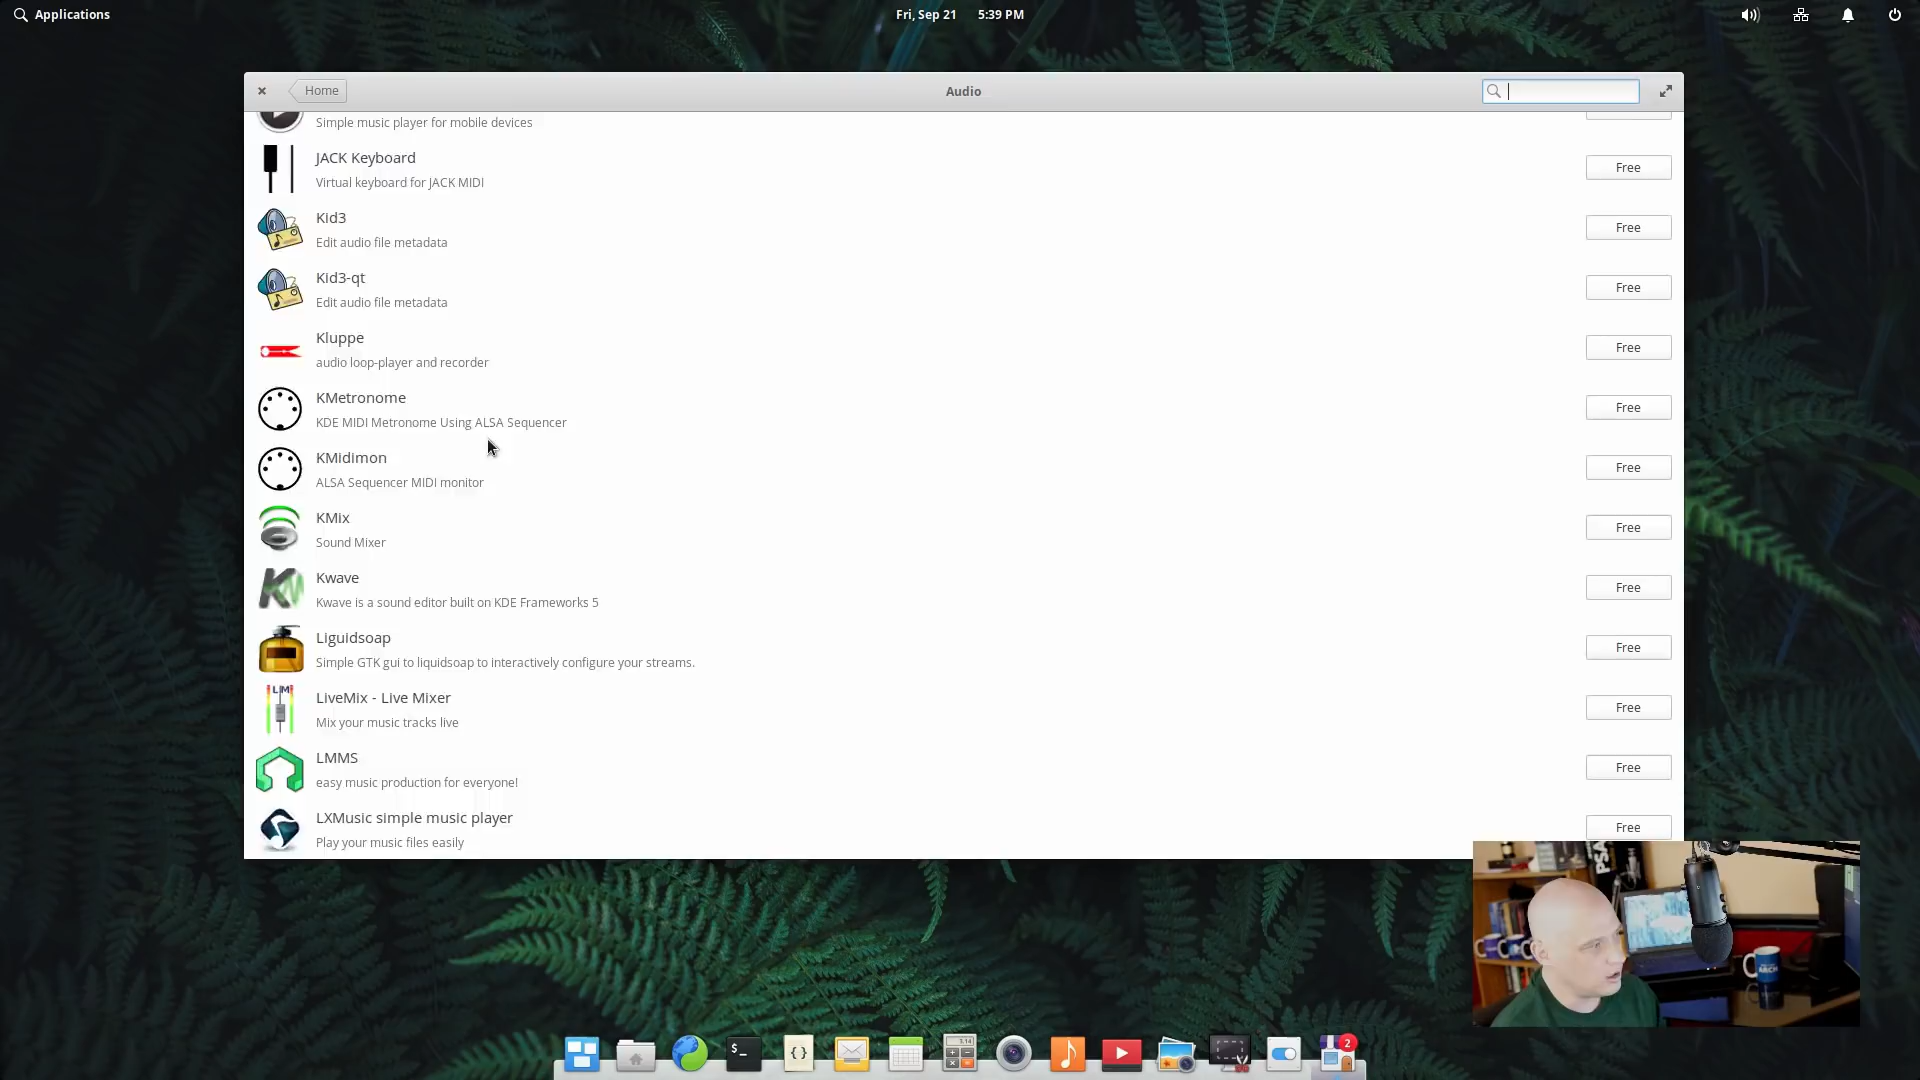 Applications
Fri, Sep 21 5:39 PM
Home
Audio
Simple music player for mobile devices
JACK Keyboard
Virtual keyboard for JACK MIDI
Free
Kid3
Edit audio file metadata
Free
Kid3-qt
Edit audio file metadata
Free
Kluppe
audio loop-player and recorder
Free
KMetronome
KDE MIDI Metronome Using ALSA Sequencer
Free
KMidimon
ALSA Sequencer MIDI monitor
Free
KMix
Sound Mixer
Free
Kwave
Kwave is a sound editor built on KDE Frameworks 5
Free
Liguidsoap
Simple GTK gui to liquidsoap to interactively configure your streams.
Free
LiveMix - Live Mixer
Mix your music tracks live
Free
LMMS
easy music production for everyone!
Free
LXMusic simple music player
Play your music files easily
Free
PSA
ARCH
$_
{}
3.14
2